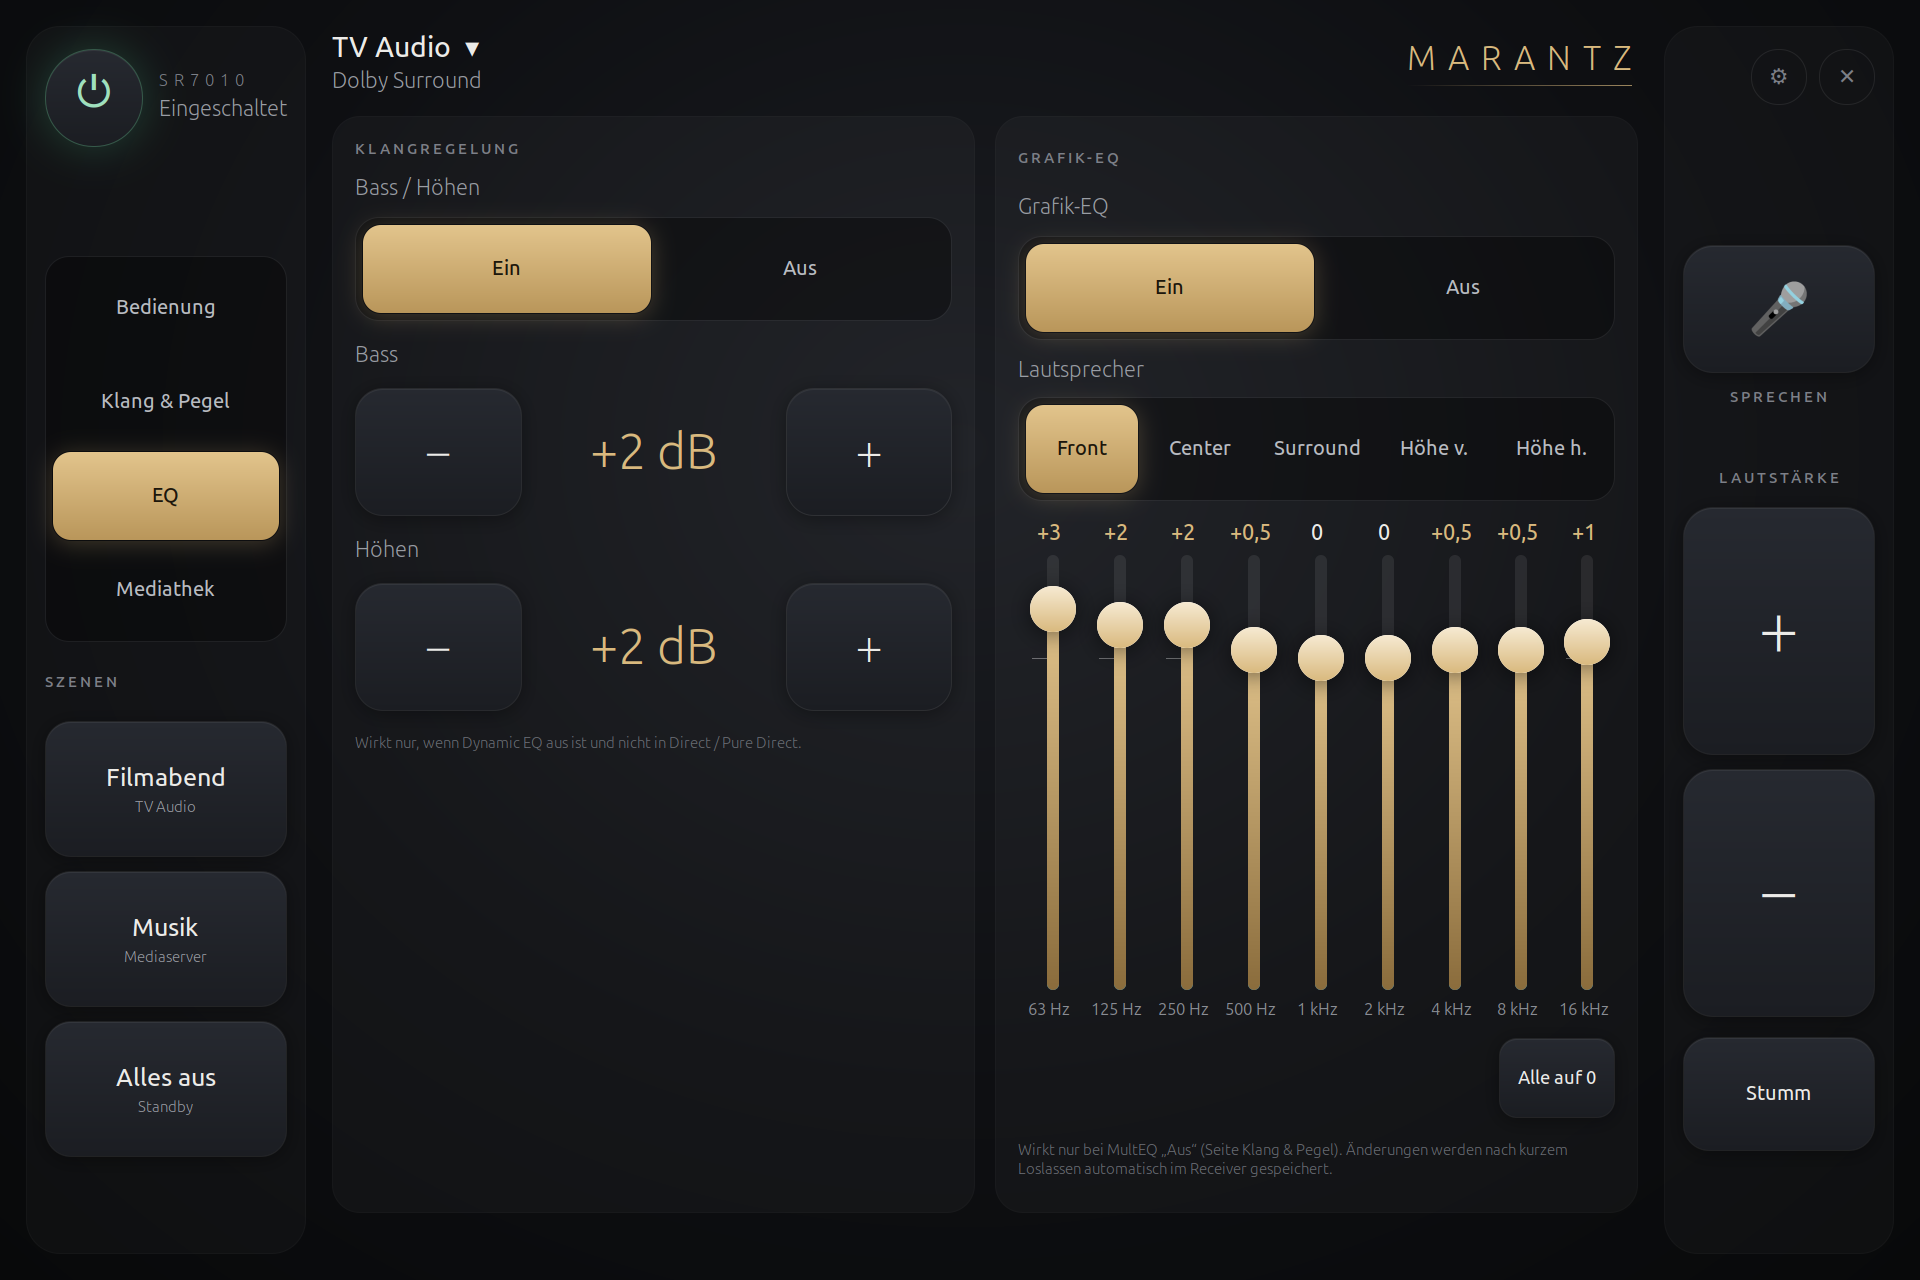 SR7010
Eingeschaltet
Bedienung
Klang & Pegel
EQ
Mediathek
SZENEN
Filmabend
TV Audio
Musik
Mediaserver
Alles aus
Standby
TV Audio ▼
Dolby Surround
MARANTZ
KLANGREGELUNG
Bass / Höhen
Ein Aus
Bass
− +2 dB +
Höhen
− +2 dB +
Wirkt nur, wenn Dynamic EQ aus ist und nicht in Direct / Pure Direct.
GRAFIK-EQ
Grafik-EQ
Ein Aus
Lautsprecher
Front Center Surround Höhe v. Höhe h.
+3 +2 +2 +0,5 0 0 +0,5 +0,5 +1
63 Hz 125 Hz 250 Hz 500 Hz 1 kHz 2 kHz 4 kHz 8 kHz 16 kHz
Alle auf 0
Wirkt nur bei MultEQ „Aus“ (Seite Klang & Pegel). Änderungen werden nach kurzem
Loslassen automatisch im Receiver gespeichert.
SPRECHEN
LAUTSTÄRKE
+
−
Stumm